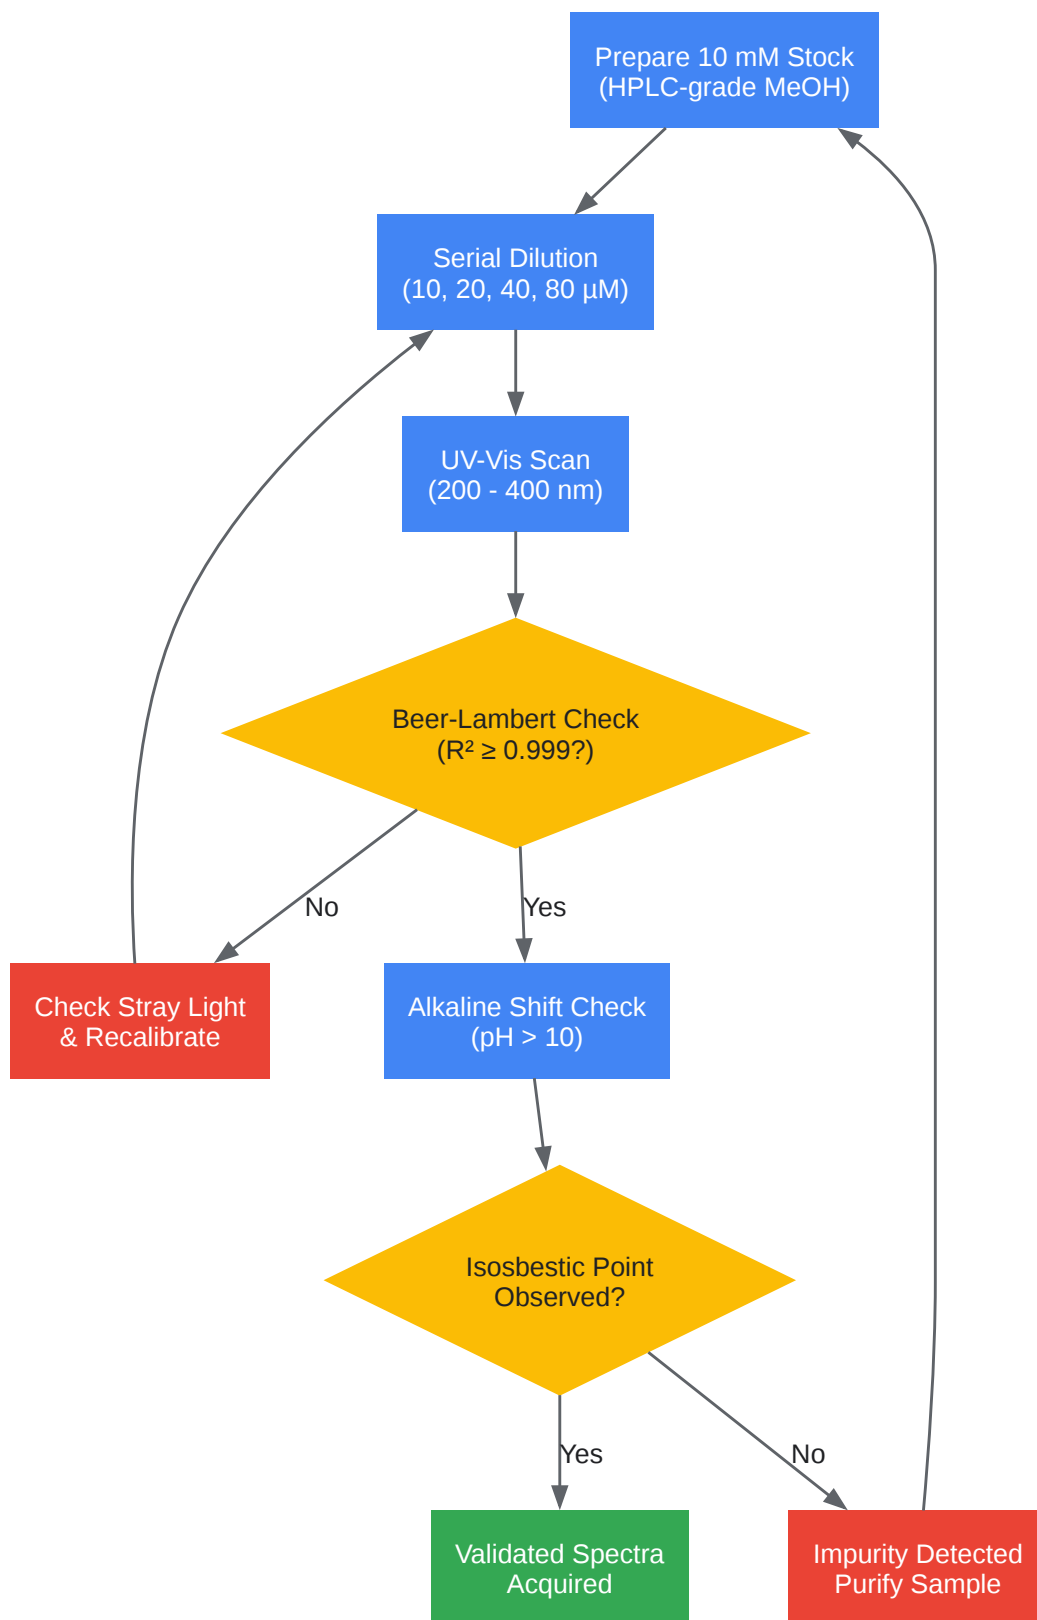 Prepare 10 mM Stock
(HPLC-grade MeOH)
Serial Dilution
(10, 20, 40, 80 µM)
UV-Vis Scan
(200 - 400 nm)
Beer-Lambert Check
(R² ≥ 0.999?)
No
Yes
Check Stray Light
& Recalibrate
Alkaline Shift Check
(pH > 10)
Isosbestic Point
Observed?
Yes
No
Validated Spectra
Acquired
Impurity Detected
Purify Sample